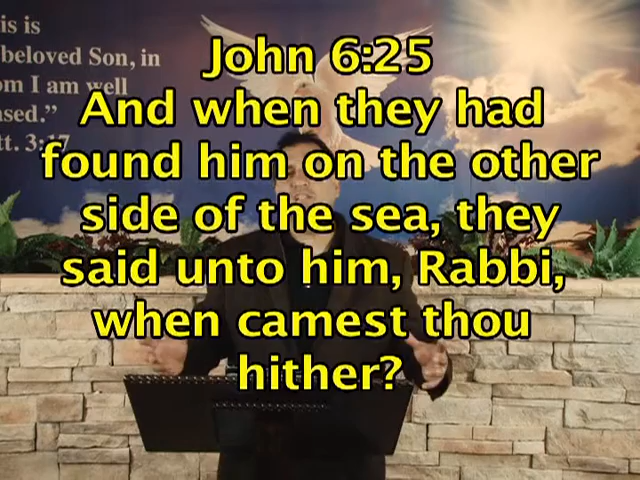 is is
beloved Son, in
om I am well
ased.”
tt. 3:17
John 6:25
And when they had
found him on the other
side of the sea, they
said unto him, Rabbi,
when camest thou
hither?